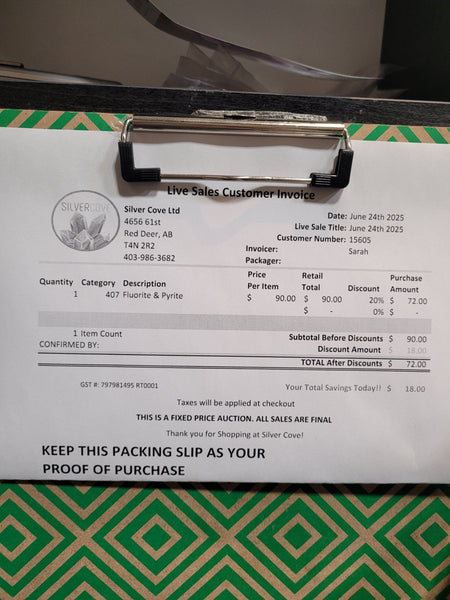 Live Sales Customer Invoice
SILVERCOVE
Silver Cove Ltd
4656 61st
Red Deer, AB
T4N 2R2
403-986-3682
Date: June 24th 2025
Live Sale Title: June 24th 2025
Customer Number: 15605
Invoicer: Sarah
Packager:
Quantity Category Description Price Per Item Retail Total Discount Purchase Amount
1 407 Fluorite & Pyrite $ 90.00 $ 90.00 20% $ 72.00
$ - 0% $ -
1 Item Count
CONFIRMED BY:
Subtotal Before Discounts $ 90.00
Discount Amount $ 18.00
TOTAL After Discounts $ 72.00
GST #: 797981495 RT0001
Your Total Savings Today!! $ 18.00
Taxes will be applied at checkout
THIS IS A FIXED PRICE AUCTION. ALL SALES ARE FINAL
Thank you for Shopping at Silver Cove!
KEEP THIS PACKING SLIP AS YOUR
PROOF OF PURCHASE